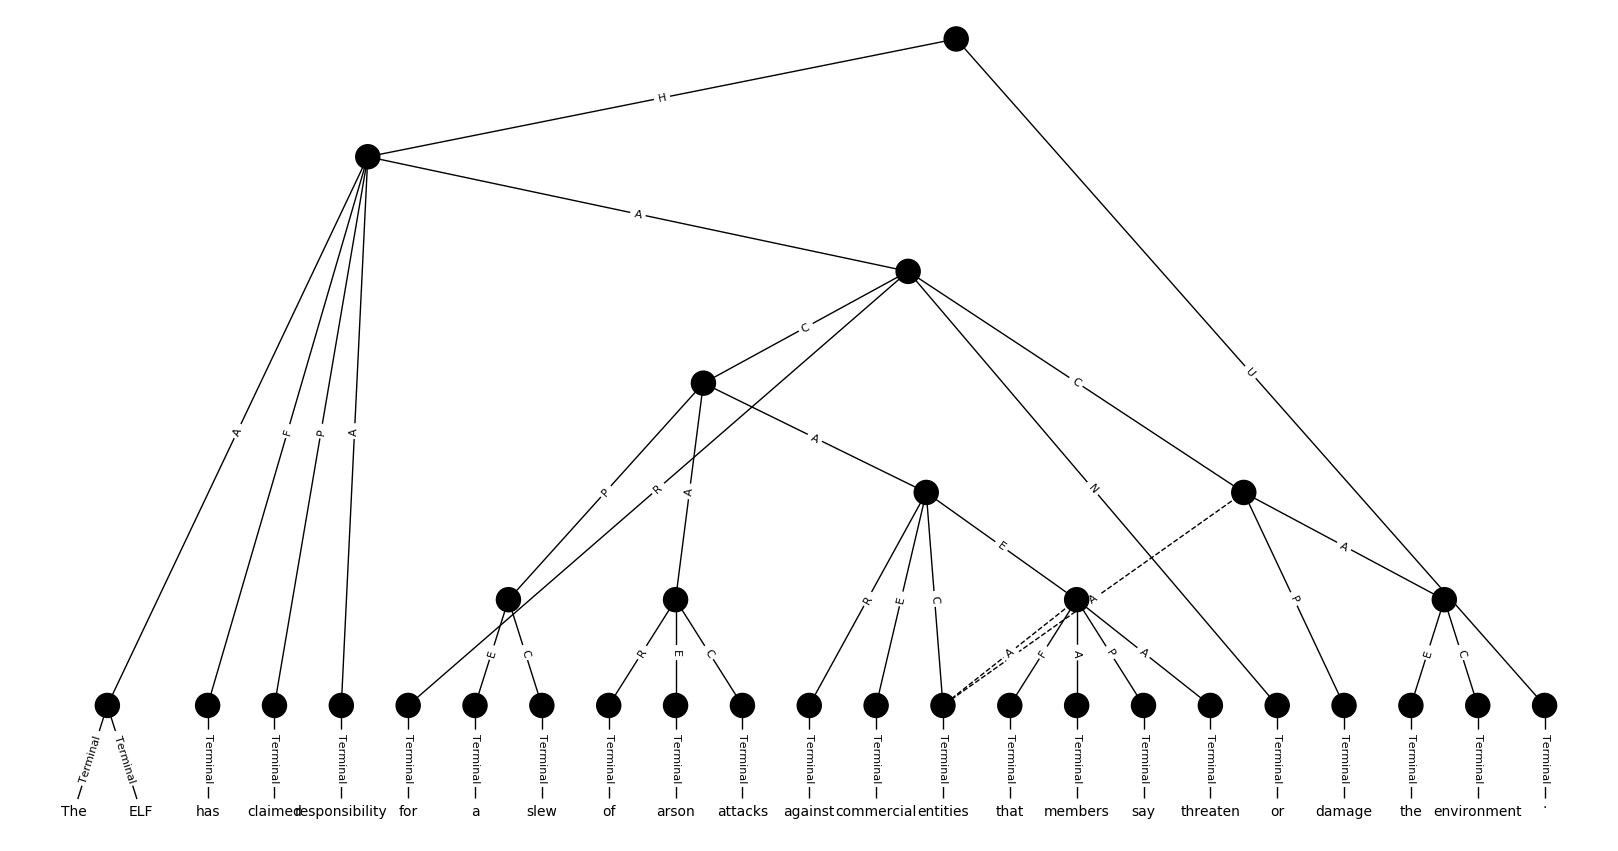 H
A
U
C
C
A
F
P
A
A
P
R
A
N
E
A
R
E
C
A
P
E
C
R
E
C
A
F
A
P
A
E
C
Terminal Terminal Terminal Terminal Terminal Terminal Terminal Terminal Terminal Terminal Terminal Terminal Terminal Terminal Terminal Terminal Terminal Terminal Terminal Terminal Terminal Terminal Terminal
The ELF has claimed responsibility for a slew of arson attacks against commercial entities that members say threaten or damage the environment .